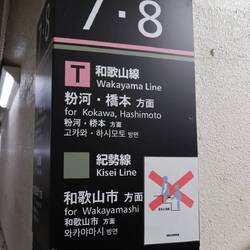 7・8
T 和歌山線
Wakayama Line
粉河・橋本 方面
for Kokawa, Hashimoto
粉河・桥本 方面
고카와・하시모토 방면
紀勢線
Kisei Line
和歌山市 方面
for Wakayamashi
和歌山市 方面
와카야마시 방면